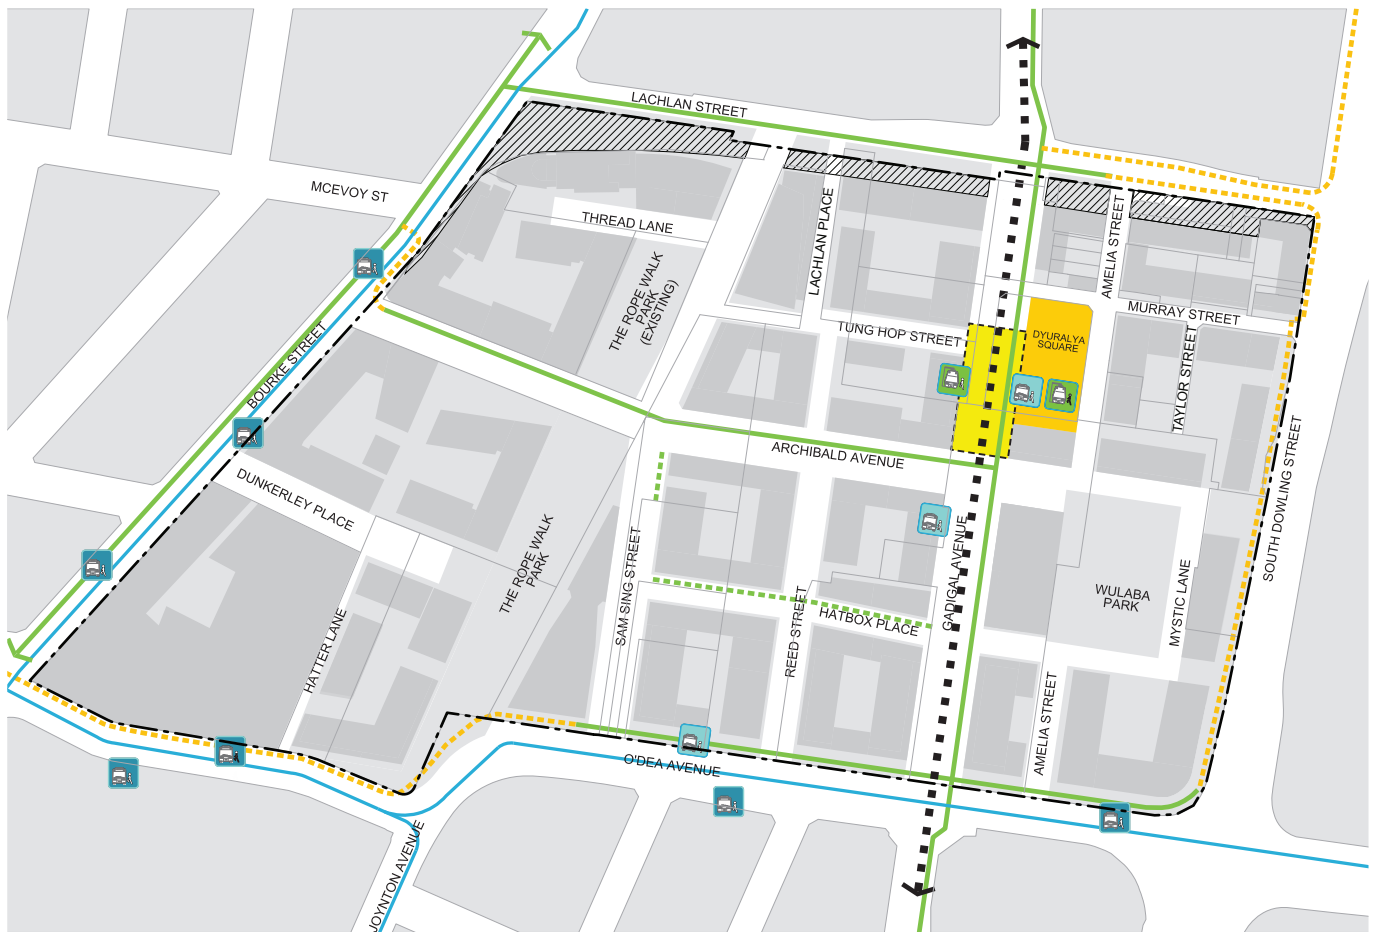 LACHLAN STREET
MCEVOY ST
THREAD LANE
LACHLAN PLACE
AMELIA STREET
THE ROPE WALK
PARK
(EXISTING)
MURRAY STREET
TUNG HOP STREET
DYURALYA
SQUARE
TAYLOR STREET
BOURKE STREET
ARCHIBALD AVENUE
SOUTH DOWLING STREET
DUNKERLEY PLACE
THE ROPE WALK
PARK
SAM SING STREET
GADIGAL AVENUE
WULABA
PARK
MYSTIC LANE
HATTER LANE
REED STREET
HATBOX PLACE
AMELIA STREET
O'DEA AVENUE
JOYNTON AVENUE